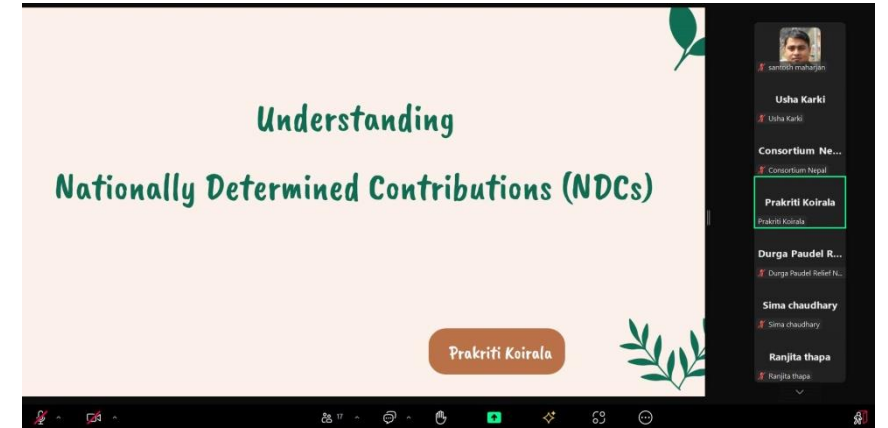 Understanding
Nationally Determined Contributions (NDCs)
Prakriti Koirala
santosh maharjan
Usha Karki
Usha Karki
Consortium Ne...
Consortium Nepal
Prakriti Koirala
Prakriti Koirala
Durga Paudel R...
Durga Paudel Relief N...
Sima chaudhary
Sima chaudhary
Ranjita thapa
Ranjita thapa
17